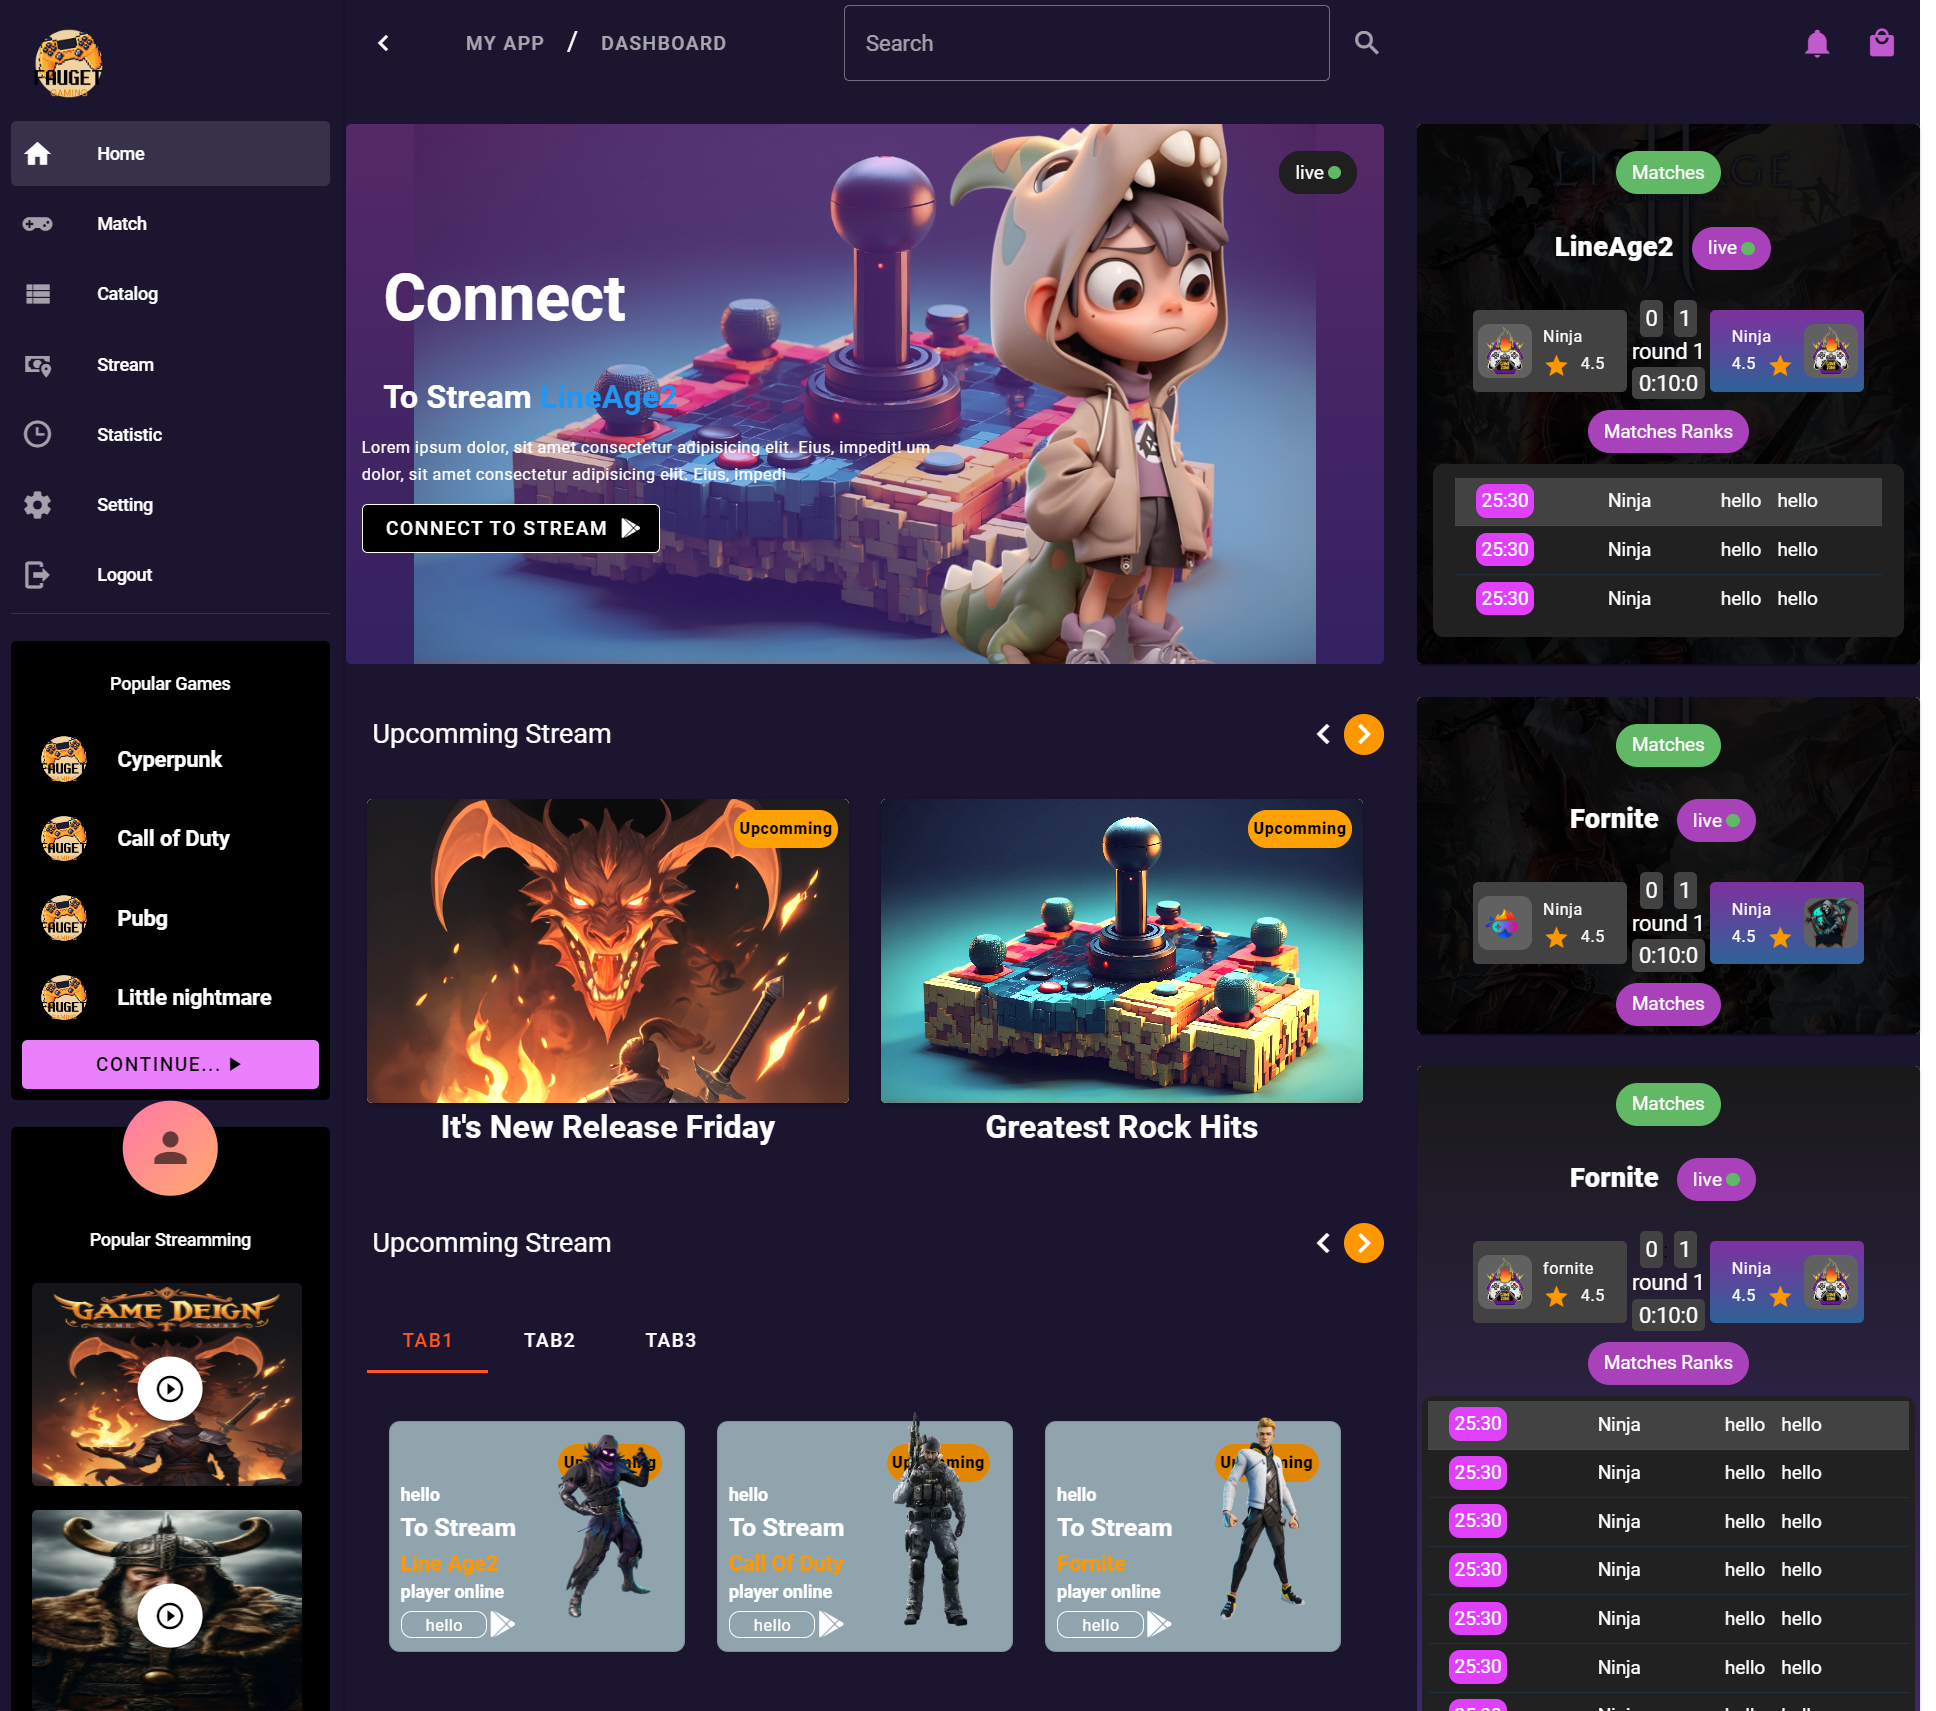 FAUGET
GAMING
MY APP / DASHBOARD
Search
Home
Match
Catalog
Stream
Statistic
Setting
Logout
Popular Games
FAUGET
GAMING
Cyperpunk
FAUGET
GAMING
Call of Duty
FAUGET
GAMING
Pubg
FAUGET
GAMING
Little nightmare
CONTINUE...
Popular Streamming
GAME DEIGN
live
Connect
To Stream LineAge2
Lorem ipsum dolor, sit amet consectetur adipisicing elit. Eius, impedit! um
dolor, sit amet consectetur adipisicing elit. Eius, impedi
CONNECT TO STREAM
Upcomming Stream
Upcomming
It's New Release Friday
Upcomming
Greatest Rock Hits
Upcomming Stream
TAB1 TAB2 TAB3
hello
To Stream
Line Age2
player online
hello
hello
To Stream
Call Of Duty
player online
hello
hello
To Stream
Fornite
player online
hello
Matches
LineAge2 live
Ninja
4.5
0 1
round 1
0:10:0
Ninja
4.5
Matches Ranks
25:30 Ninja hello hello
25:30 Ninja hello hello
25:30 Ninja hello hello
Matches
Fornite live
Ninja
4.5
0 1
round 1
0:10:0
Ninja
4.5
Matches
Matches
Fornite live
fornite
4.5
0 1
round 1
0:10:0
Ninja
4.5
Matches Ranks
25:30 Ninja hello hello
25:30 Ninja hello hello
25:30 Ninja hello hello
25:30 Ninja hello hello
25:30 Ninja hello hello
25:30 Ninja hello hello